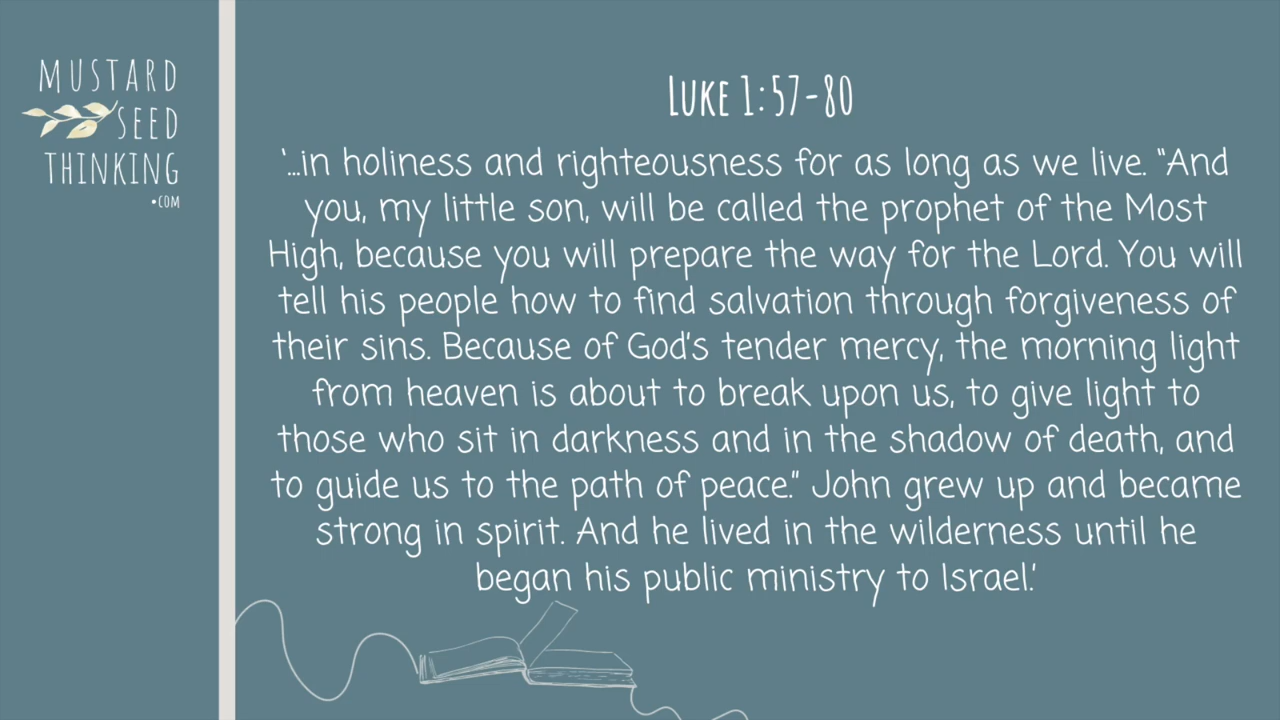 MUSTARD
SEED
THINKING
.COM
LUKE 1:57-80
'...in holiness and righteousness for as long as we live. "And
you, my little son, will be called the prophet of the Most
High, because you will prepare the way for the Lord. You will
tell his people how to find salvation through forgiveness of
their sins. Because of God's tender mercy, the morning light
from heaven is about to break upon us, to give light to
those who sit in darkness and in the shadow of death, and
to guide us to the path of peace." John grew up and became
strong in spirit. And he lived in the wilderness until he
began his public ministry to Israel.'